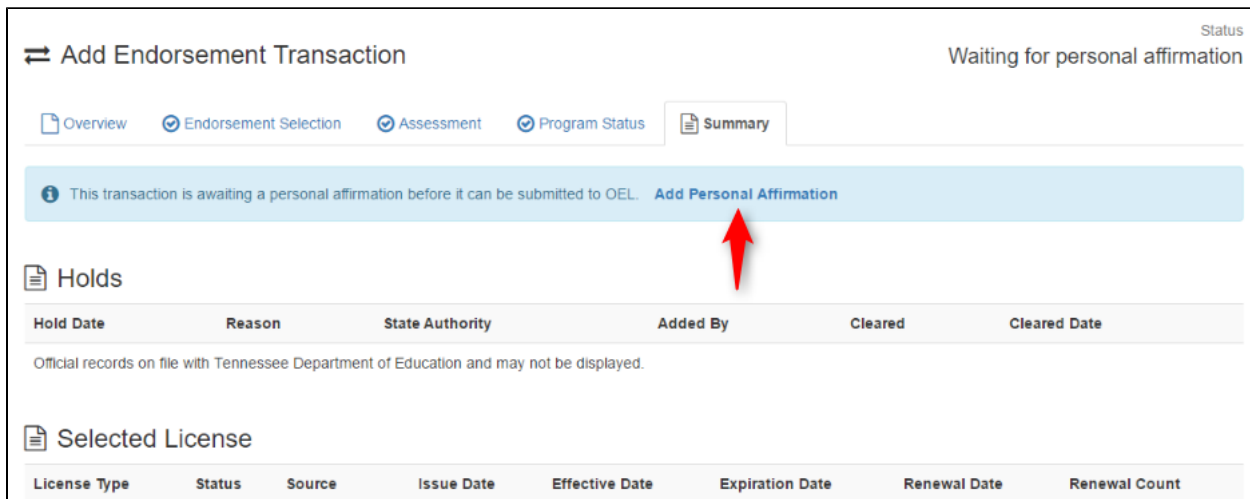 Status
Add Endorsement Transaction
Waiting for personal affirmation
Overview Endorsement Selection Assessment Program Status Summary
This transaction is awaiting a personal affirmation before it can be submitted to OEL. Add Personal Affirmation
Holds
Hold Date Reason State Authority Added By Cleared Cleared Date
Official records on file with Tennessee Department of Education and may not be displayed.
Selected License
License Type Status Source Issue Date Effective Date Expiration Date Renewal Date Renewal Count